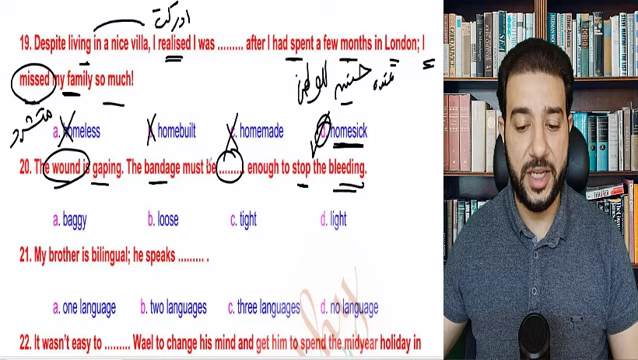 ادركت
19. Despite living in a nice villa, I realised I was ......... after I had spent a few months in London; I
missed my family so much!
عنده حنين للوطن
متشرد
a. homeless b. homebuilt c. homemade d. homesick
20. The wound is gaping. The bandage must be ......... enough to stop the bleeding.
a. baggy b. loose c. tight d. light
21. My brother is bilingual; he speaks ......... .
a. one language b. two languages c. three languages d. no language
22. It wasn't easy to ......... Wael to change his mind and get him to spend the midyear holiday in